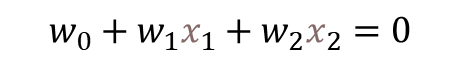 w₀ + w₁x₁ + w₂x₂ = 0